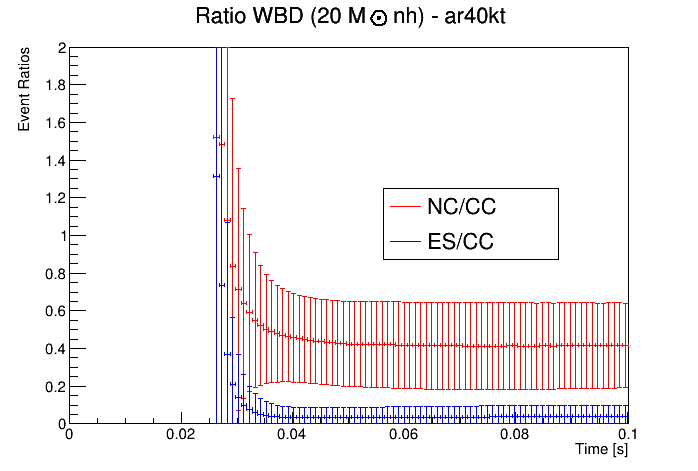 Ratio WBD (20 M⊙ nh) - ar40kt
Event Ratios
2
1.8
1.6
1.4
1.2
1
0.8
0.6
0.4
0.2
0
NC/CC
ES/CC
0 0.02 0.04 0.06 0.08 0.1
Time [s]